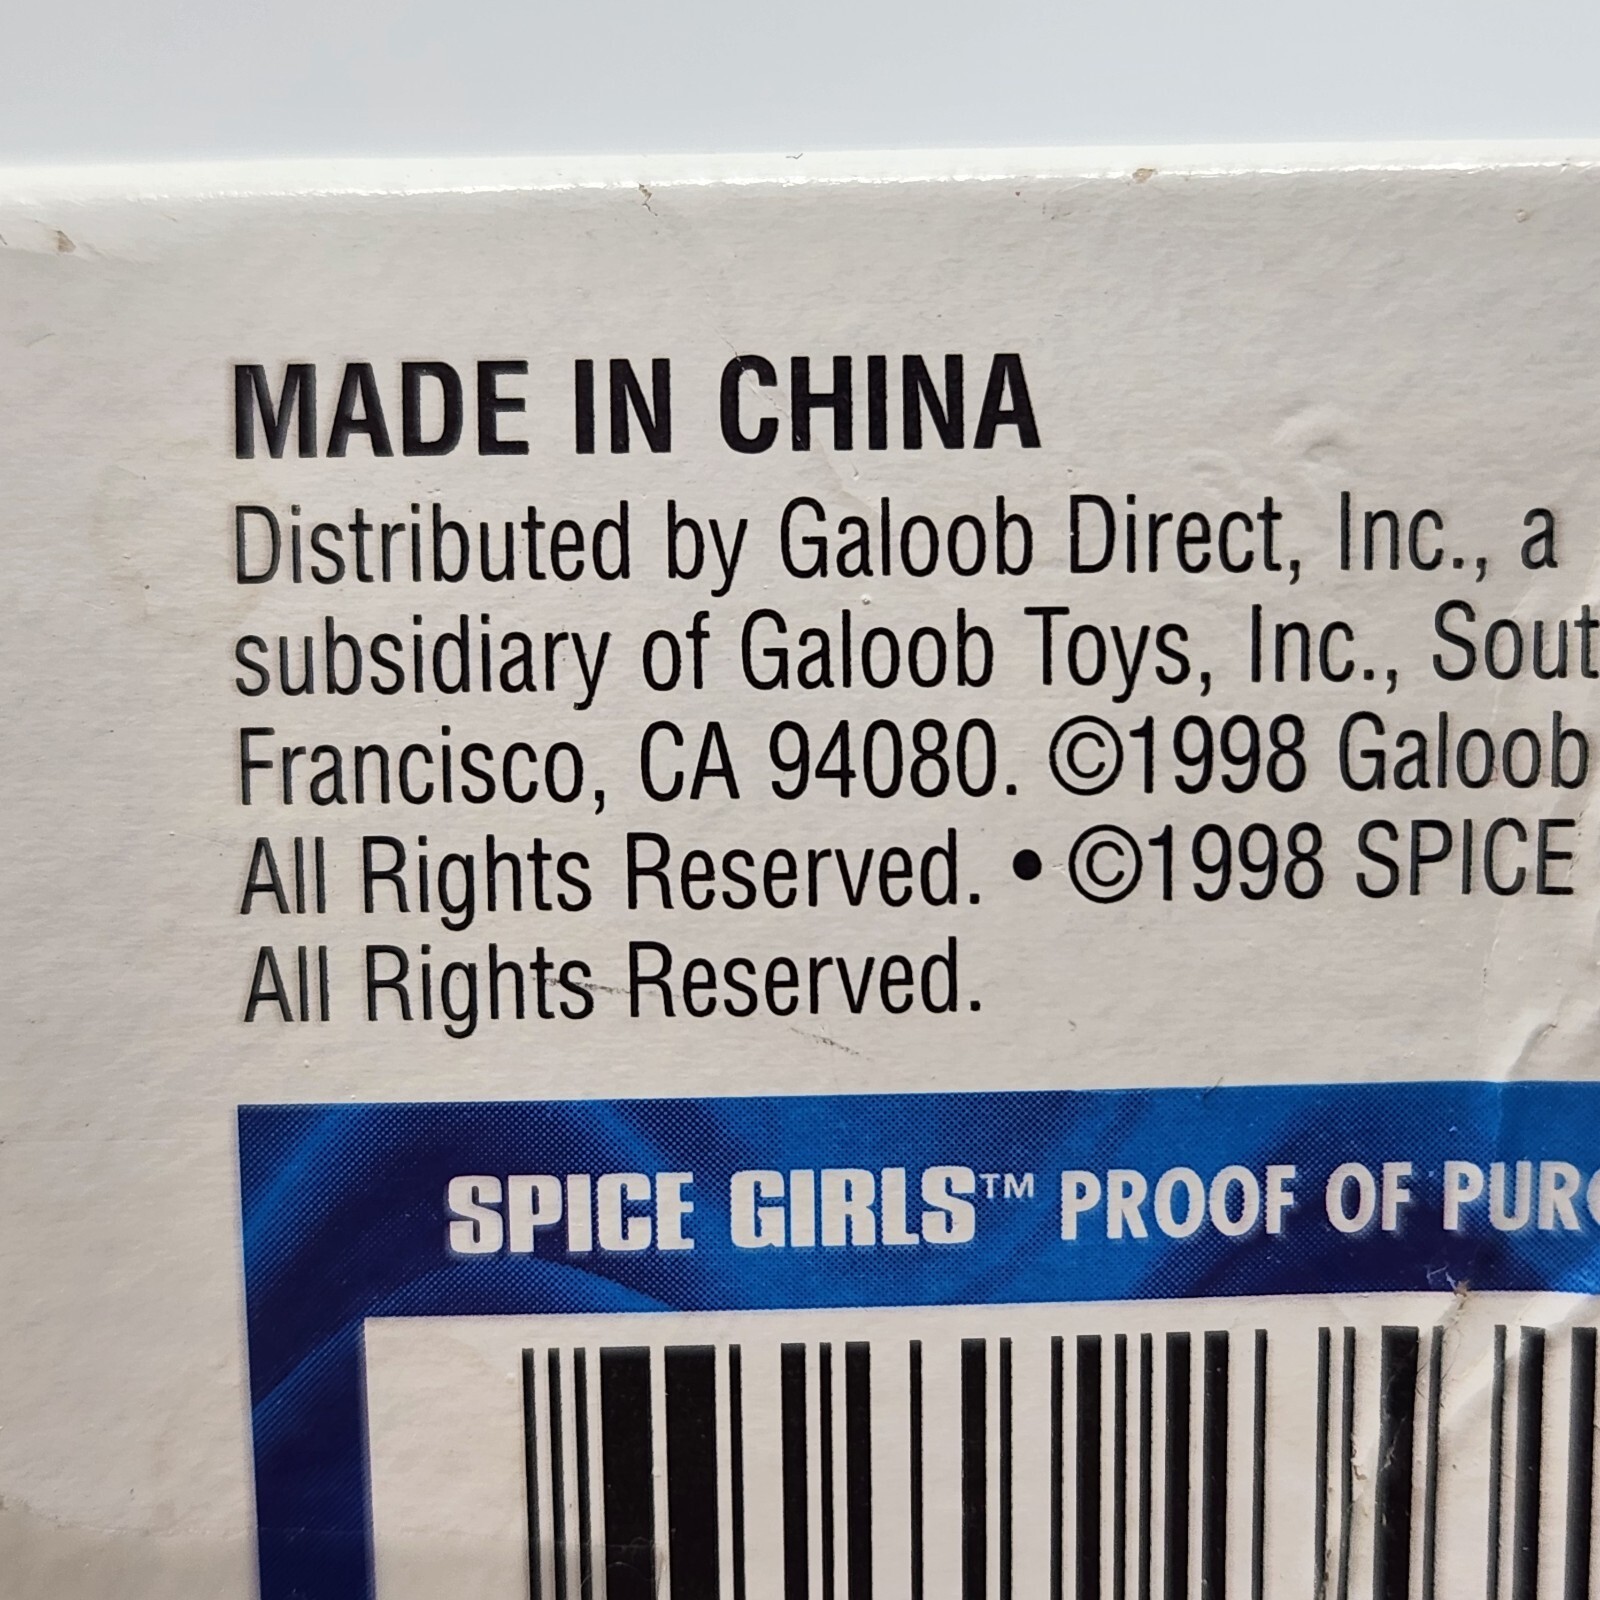 MADE IN CHINA
Distributed by Galoob Direct, Inc., a
subsidiary of Galoob Toys, Inc., Sout
Francisco, CA 94080. ©1998 Galoob
All Rights Reserved. • ©1998 SPICE
All Rights Reserved.
SPICE GIRLS™ PROOF OF PURC